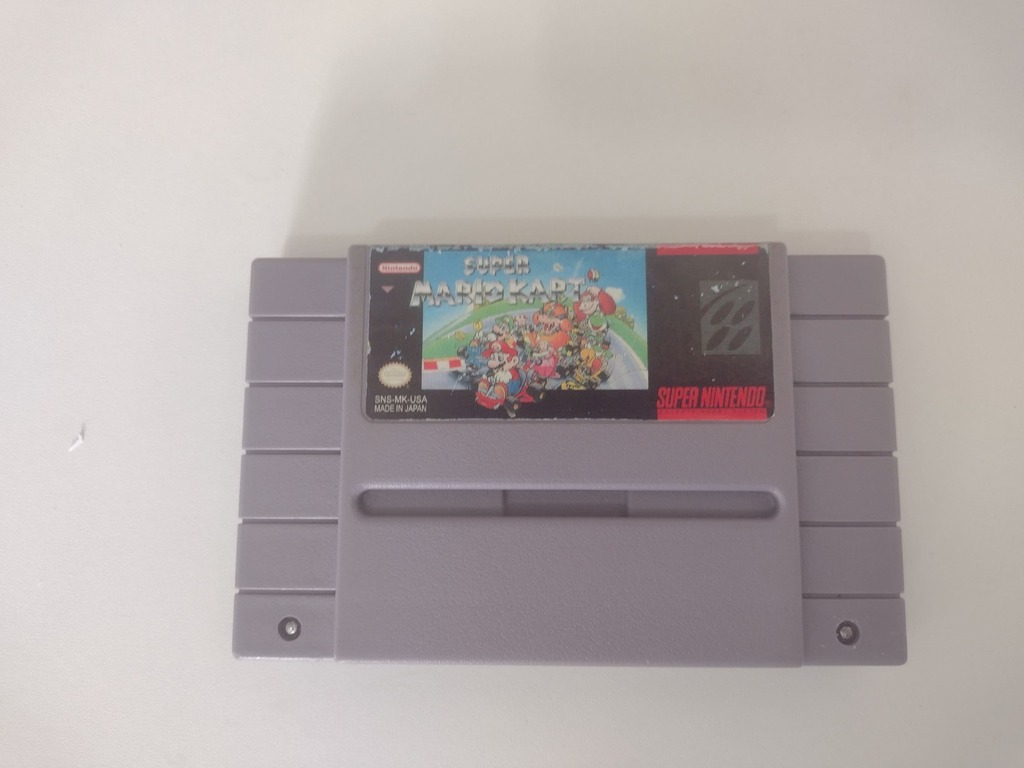 Nintendo
SUPER
MARIO KART
SNS-MK-USA
MADE IN JAPAN
SUPER NINTENDO